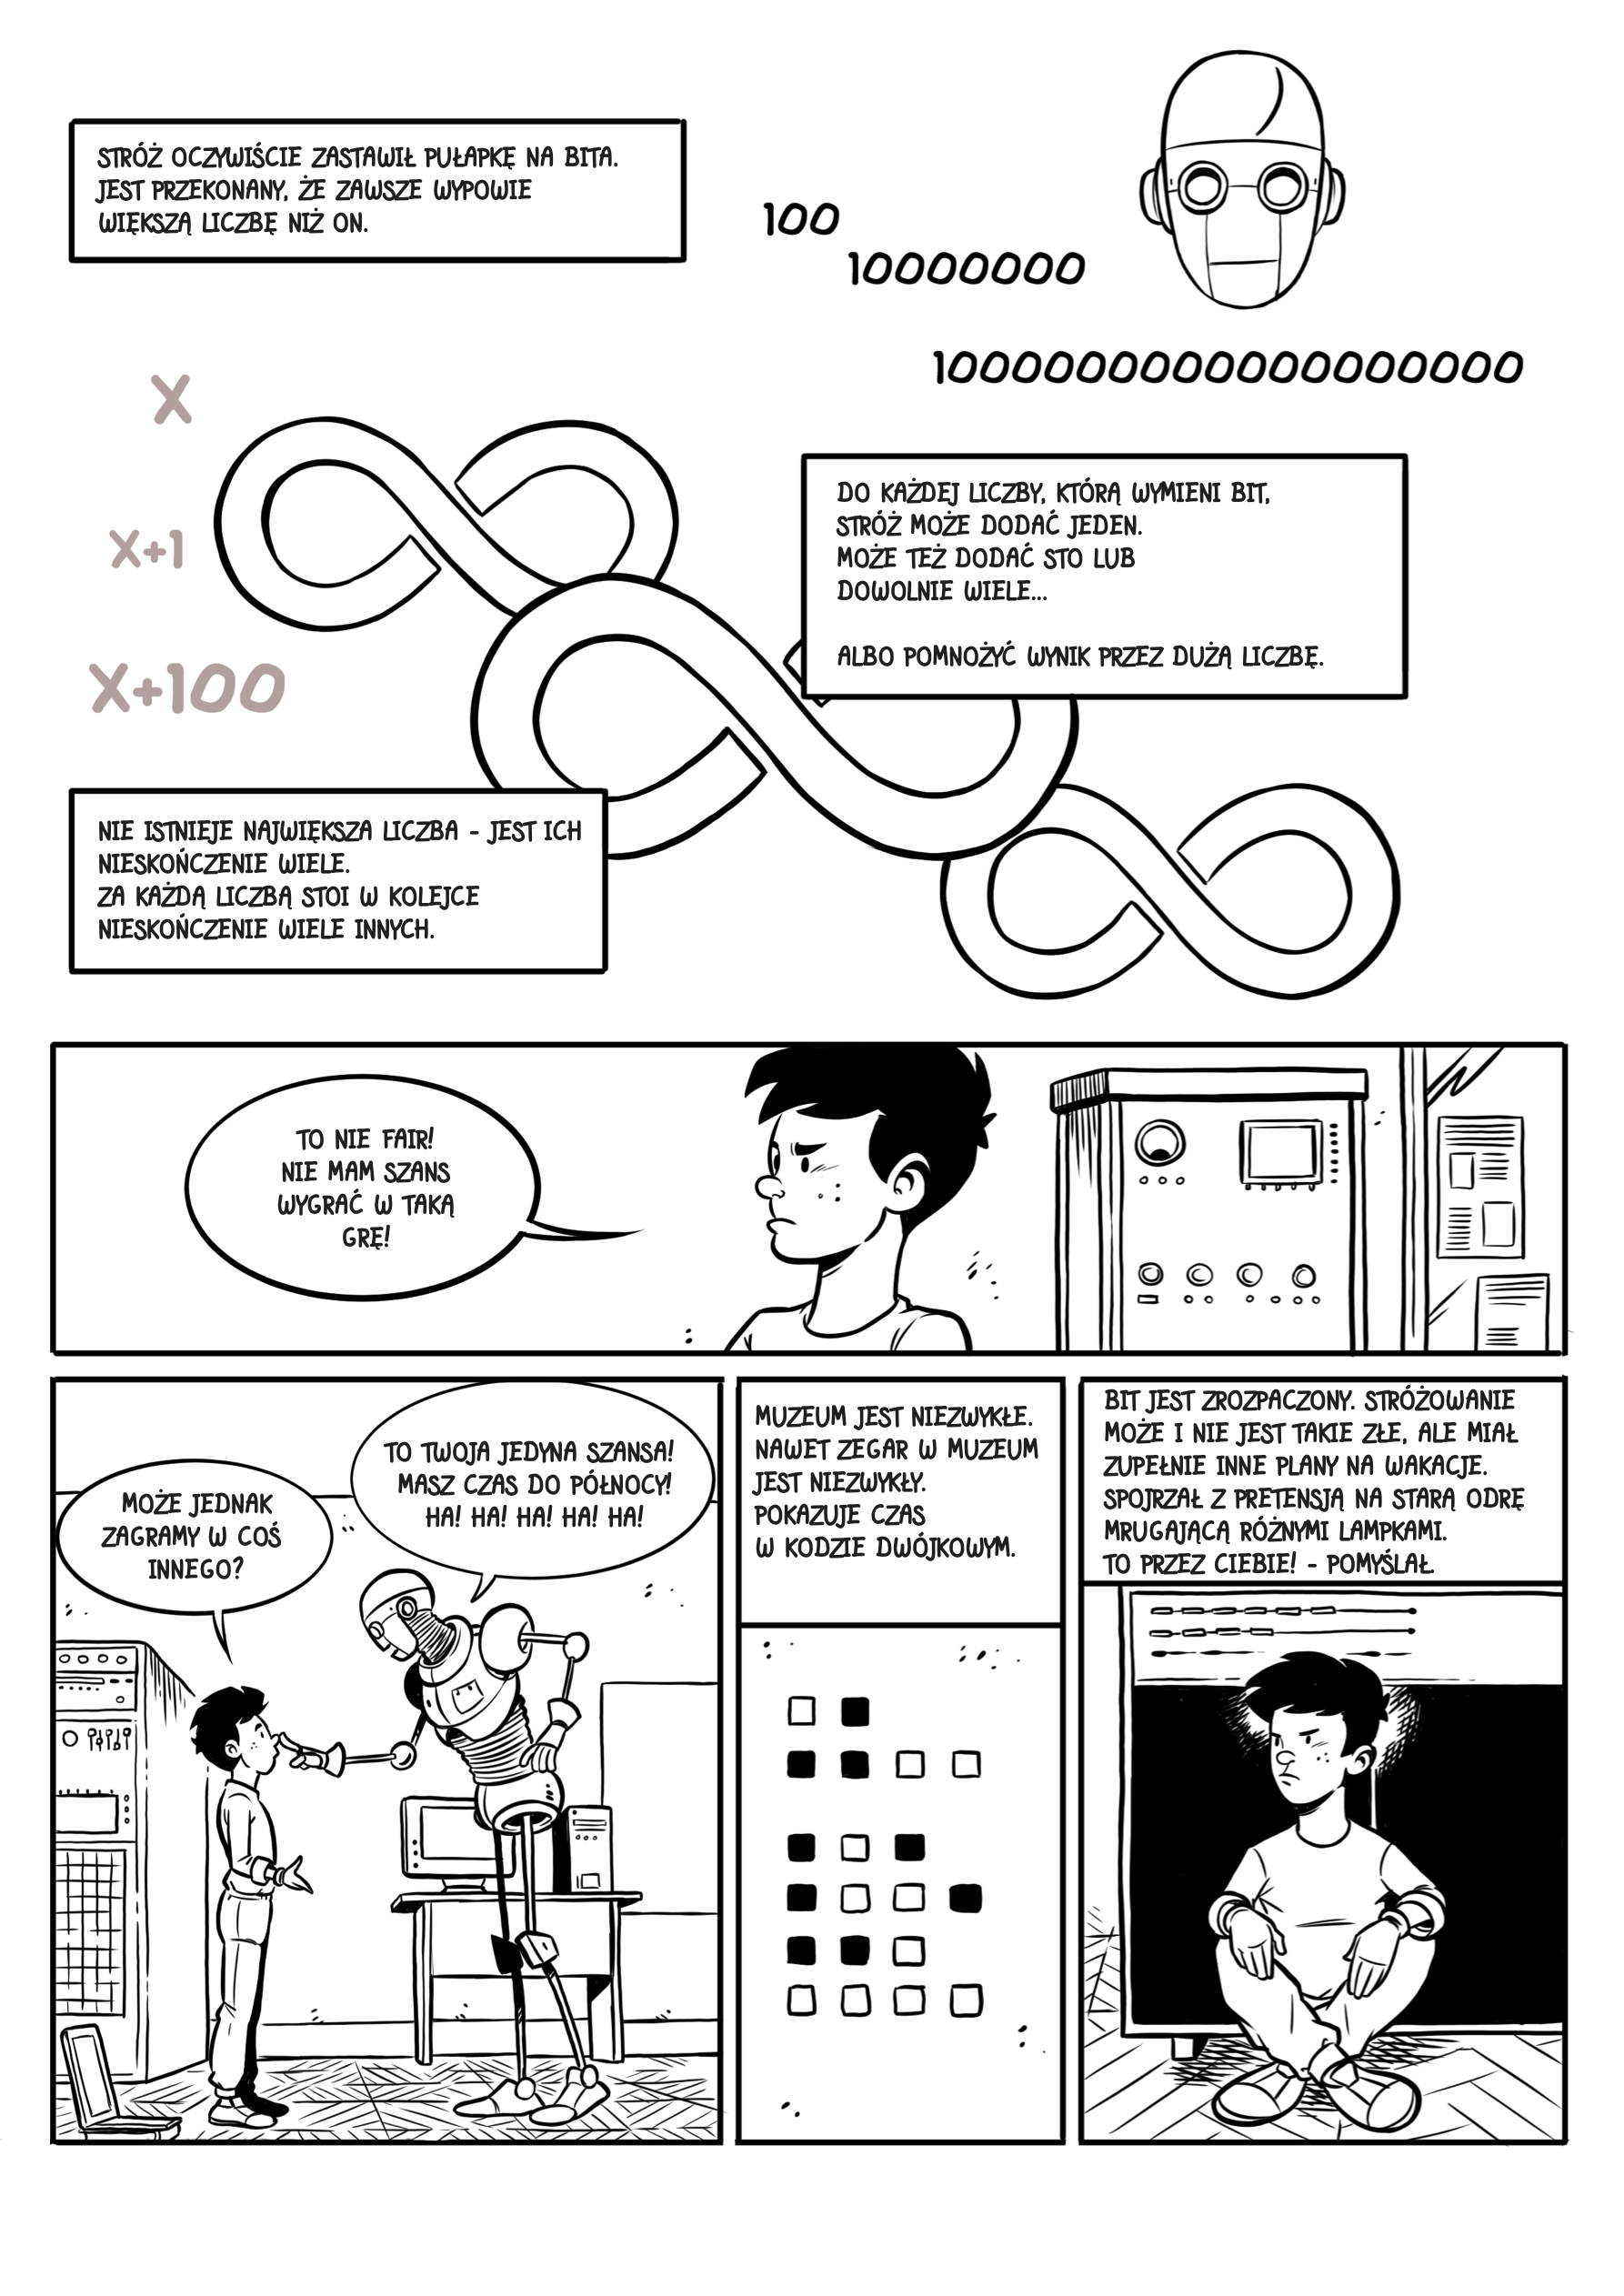 STRÓŻ OCZYWIŚCIE ZASTAWIŁ PUŁAPKĘ NA BITA.
JEST PRZEKONANY, ŻE ZAWSZE WYPOWIE
WIĘKSZĄ LICZBĘ NIŻ ON.
100
10000000
1000000000000000000
X
X+1
X+100
DO KAŻDEJ LICZBY, KTÓRĄ WYMIENI BIT,
STRÓŻ MOŻE DODAĆ JEDEN.
MOŻE TEŻ DODAĆ STO LUB
DOWOLNIE WIELE...
ALBO POMNOŻYĆ WYNIK PRZEZ DUŻĄ LICZBĘ.
NIE ISTNIEJE NAJWIĘKSZA LICZBA - JEST ICH
NIESKOŃCZENIE WIELE.
ZA KAŻDĄ LICZBĄ STOI W KOLEJCE
NIESKOŃCZENIE WIELE INNYCH.
TO NIE FAIR!
NIE MAM SZANS
WYGRAĆ W TAKĄ
GRĘ!
MOŻE JEDNAK
ZAGRAMY W COŚ
INNEGO?
TO TWOJA JEDYNA SZANSA!
MASZ CZAS DO PÓŁNOCY!
HA! HA! HA! HA! HA!
MUZEUM JEST NIEZWYKŁE.
NAWET ZEGAR W MUZEUM
JEST NIEZWYKŁY.
POKAZUJE CZAS
W KODZIE DWÓJKOWYM.
BIT JEST ZROZPACZONY. STRÓŻOWANIE
MOŻE I NIE JEST TAKIE ZŁE, ALE MIAŁ
ZUPEŁNIE INNE PLANY NA WAKACJE.
SPOJRZAŁ Z PRETENSJĄ NA STARĄ ODRĘ
MRUGAJĄCĄ RÓŻNYMI LAMPKAMI.
TO PRZEZ CIEBIE! - POMYŚLAŁ.